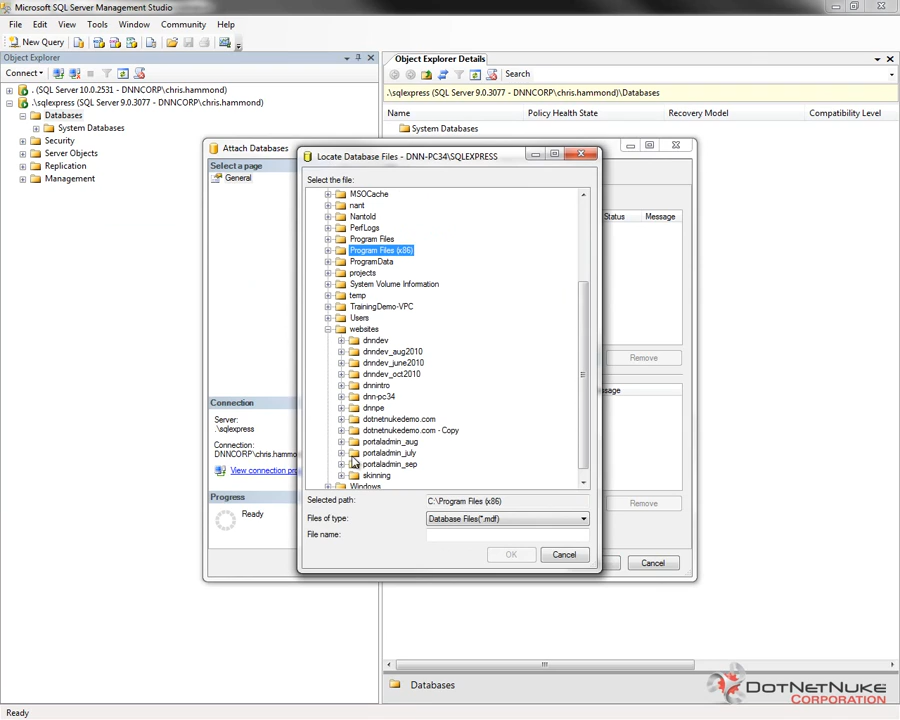 Microsoft SQL Server Management Studio
File Edit View Tools Window Community Help
New Query
Object Explorer
Object Explorer Details
Connect
Search
. (SQL Server 10.0.2531 - DNNCORP\chris.hammond)
.\sqlexpress (SQL Server 9.0.3077 - DNNCORP\chris.hammond)
Databases
System Databases
Security
Server Objects
Replication
Management
.\sqlexpress (SQL Server 9.0.3077 - DNNCORP\chris.hammond)\Databases
Name Policy Health State Recovery Model Compatibility Level
System Databases
Attach Databases
Select a page
General
Status Message
Remove
Connection
Server:
.\sqlexpress
Connection:
DNNCORP\chris.hammo
View connection pro
Progress
Ready
Remove
Cancel
Locate Database Files - DNN-PC34\SQLEXPRESS
Select the file:
MSOCache
nant
Nantold
PerfLogs
Program Files
Program Files (x86)
ProgramData
projects
System Volume Information
temp
TrainingDemo-VPC
Users
websites
dnndev
dnndev_aug2010
dnndev_june2010
dnndev_oct2010
dnnintro
dnn-pc34
dnnpe
dotnetnukedemo.com
dotnetnukedemo.com - Copy
portaladmin_aug
portaladmin_july
portaladmin_sep
skinning
Windows
Selected path: C:\Program Files (x86)
Files of type: Database Files(*.mdf)
File name:
OK Cancel
Databases
DOTNETNUKE
CORPORATION
Ready